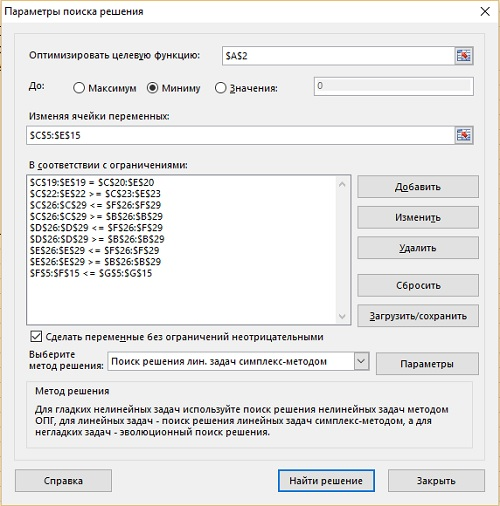 Параметры поиска решения
Оптимизировать целевую функцию:
$A$2
До:
Максимум
Миниму
Значения:
0
Изменяя ячейки переменных:
$C$5:$E$15
В соответствии с ограничениями:
$C$19:$E$19 = $C$20:$E$20
$C$22:$E$22 >= $C$23:$E$23
$C$26:$C$29 <= $F$26:$F$29
$C$26:$C$29 >= $B$26:$B$29
$D$26:$D$29 <= $F$26:$F$29
$D$26:$D$29 >= $B$26:$B$29
$E$26:$E$29 <= $F$26:$F$29
$E$26:$E$29 >= $B$26:$B$29
$F$5:$F$15 <= $G$5:$G$15
Добавить
Изменить
Удалить
Сбросить
Загрузить/сохранить
Сделать переменные без ограничений неотрицательными
Выберите
метод решения:
Поиск решения лин. задач симплекс-методом
Параметры
Метод решения
Для гладких нелинейных задач используйте поиск решения нелинейных задач методом
ОПГ, для линейных задач - поиск решения линейных задач симплекс-методом, а для
негладких задач - эволюционный поиск решения.
Справка
Найти решение
Закрыть